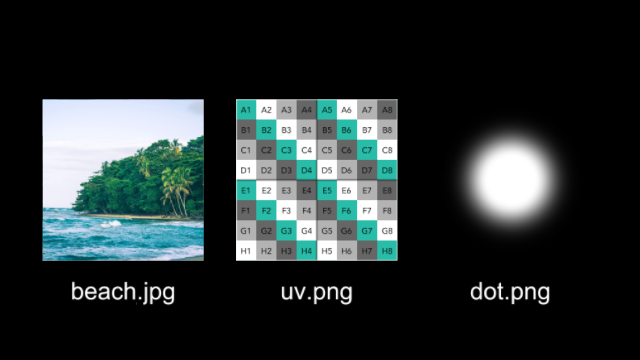 A1 A2 A3 A4 A5 A6 A7 A8
B1 B2 B3 B4 B5 B6 B7 B8
C1 C2 C3 C4 C5 C6 C7 C8
D1 D2 D3 D4 D5 D6 D7 D8
E1 E2 E3 E4 E5 E6 E7 E8
F1 F2 F3 F4 F5 F6 F7 F8
G1 G2 G3 G4 G5 G6 G7 G8
H1 H2 H3 H4 H5 H6 H7 H8
beach.jpg uv.png dot.png